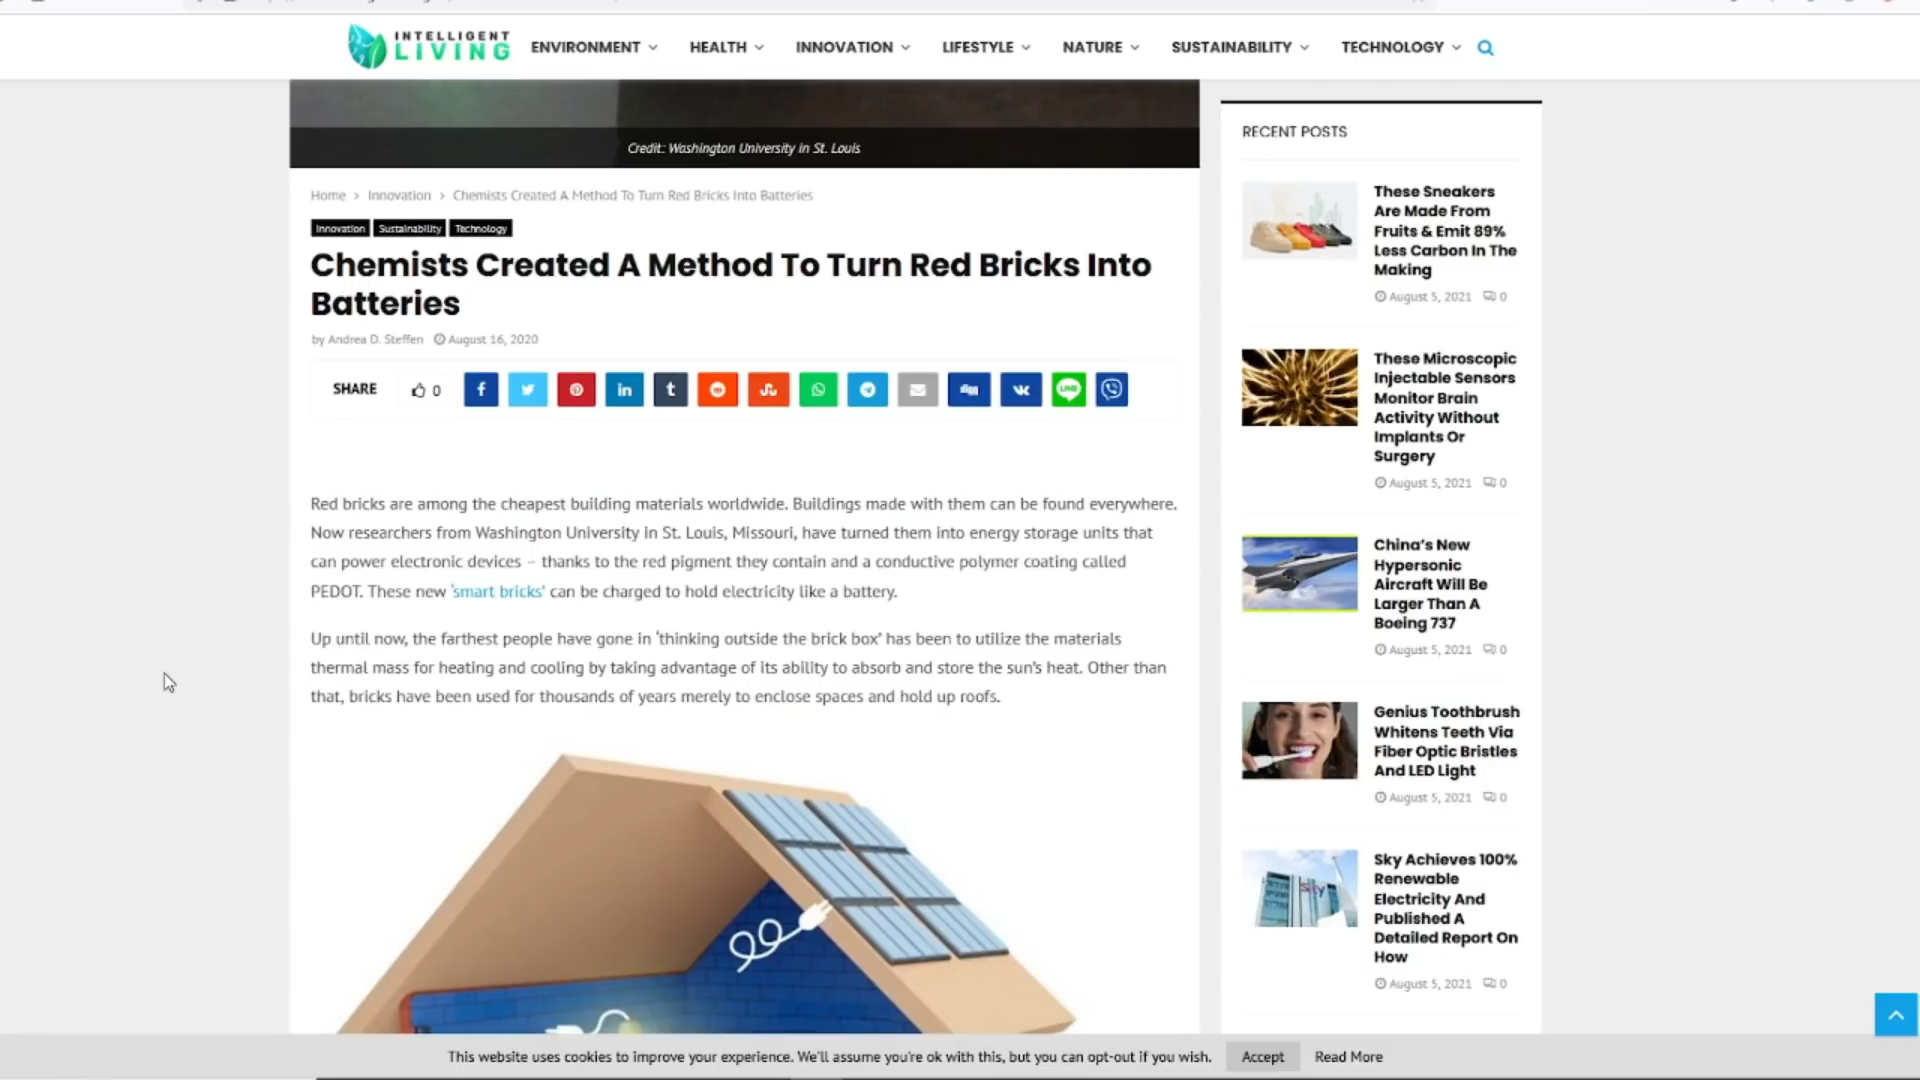 INTELLIGENT
LIVING
ENVIRONMENT
HEALTH
INNOVATION
LIFESTYLE
NATURE
SUSTAINABILITY
TECHNOLOGY
Credit: Washington University in St. Louis
Home > Innovation > Chemists Created A Method To Turn Red Bricks Into Batteries
Innovation Sustainability Technology
Chemists Created A Method To Turn Red Bricks Into
Batteries
by Andrea D. Steffen August 16, 2020
SHARE 0
Red bricks are among the cheapest building materials worldwide. Buildings made with them can be found everywhere.
Now researchers from Washington University in St. Louis, Missouri, have turned them into energy storage units that
can power electronic devices – thanks to the red pigment they contain and a conductive polymer coating called
PEDOT. These new ‘smart bricks’ can be charged to hold electricity like a battery.
Up until now, the farthest people have gone in ‘thinking outside the brick box’ has been to utilize the materials
thermal mass for heating and cooling by taking advantage of its ability to absorb and store the sun’s heat. Other than
that, bricks have been used for thousands of years merely to enclose spaces and hold up roofs.
RECENT POSTS
These Sneakers
Are Made From
Fruits & Emit 89%
Less Carbon In The
Making
August 5, 2021 0
These Microscopic
Injectable Sensors
Monitor Brain
Activity Without
Implants Or
Surgery
August 5, 2021 0
China’s New
Hypersonic
Aircraft Will Be
Larger Than A
Boeing 737
August 5, 2021 0
Genius Toothbrush
Whitens Teeth Via
Fiber Optic Bristles
And LED Light
August 5, 2021 0
sky
Sky Achieves 100%
Renewable
Electricity And
Published A
Detailed Report On
How
August 5, 2021 0
This website uses cookies to improve your experience. We'll assume you're ok with this, but you can opt-out if you wish. Accept Read More